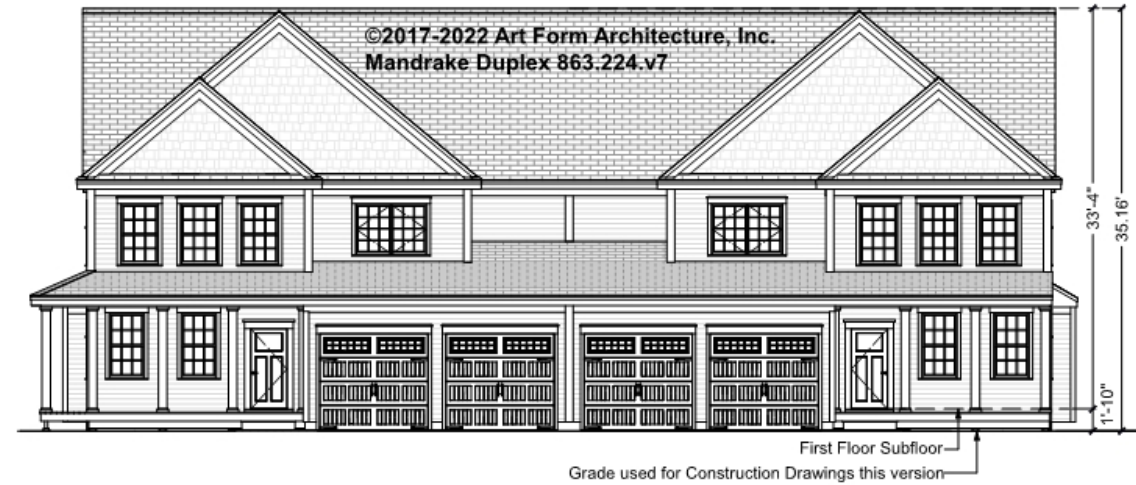 ©2017-2022 Art Form Architecture, Inc.
Mandrake Duplex 863.224.v7
33'-4"
35.16'
1'-10"
First Floor Subfloor
Grade used for Construction Drawings this version